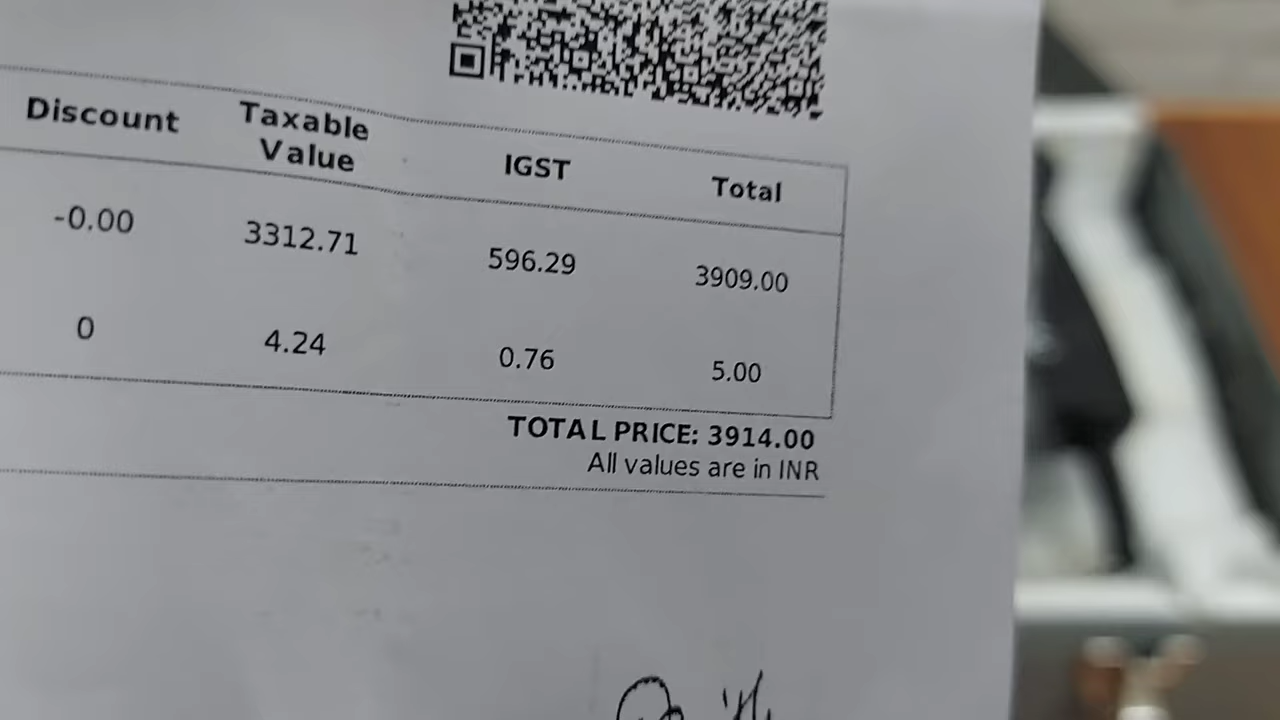 Discount Taxable Value IGST Total
-0.00 3312.71 596.29 3909.00
0 4.24 0.76 5.00
TOTAL PRICE: 3914.00
All values are in INR